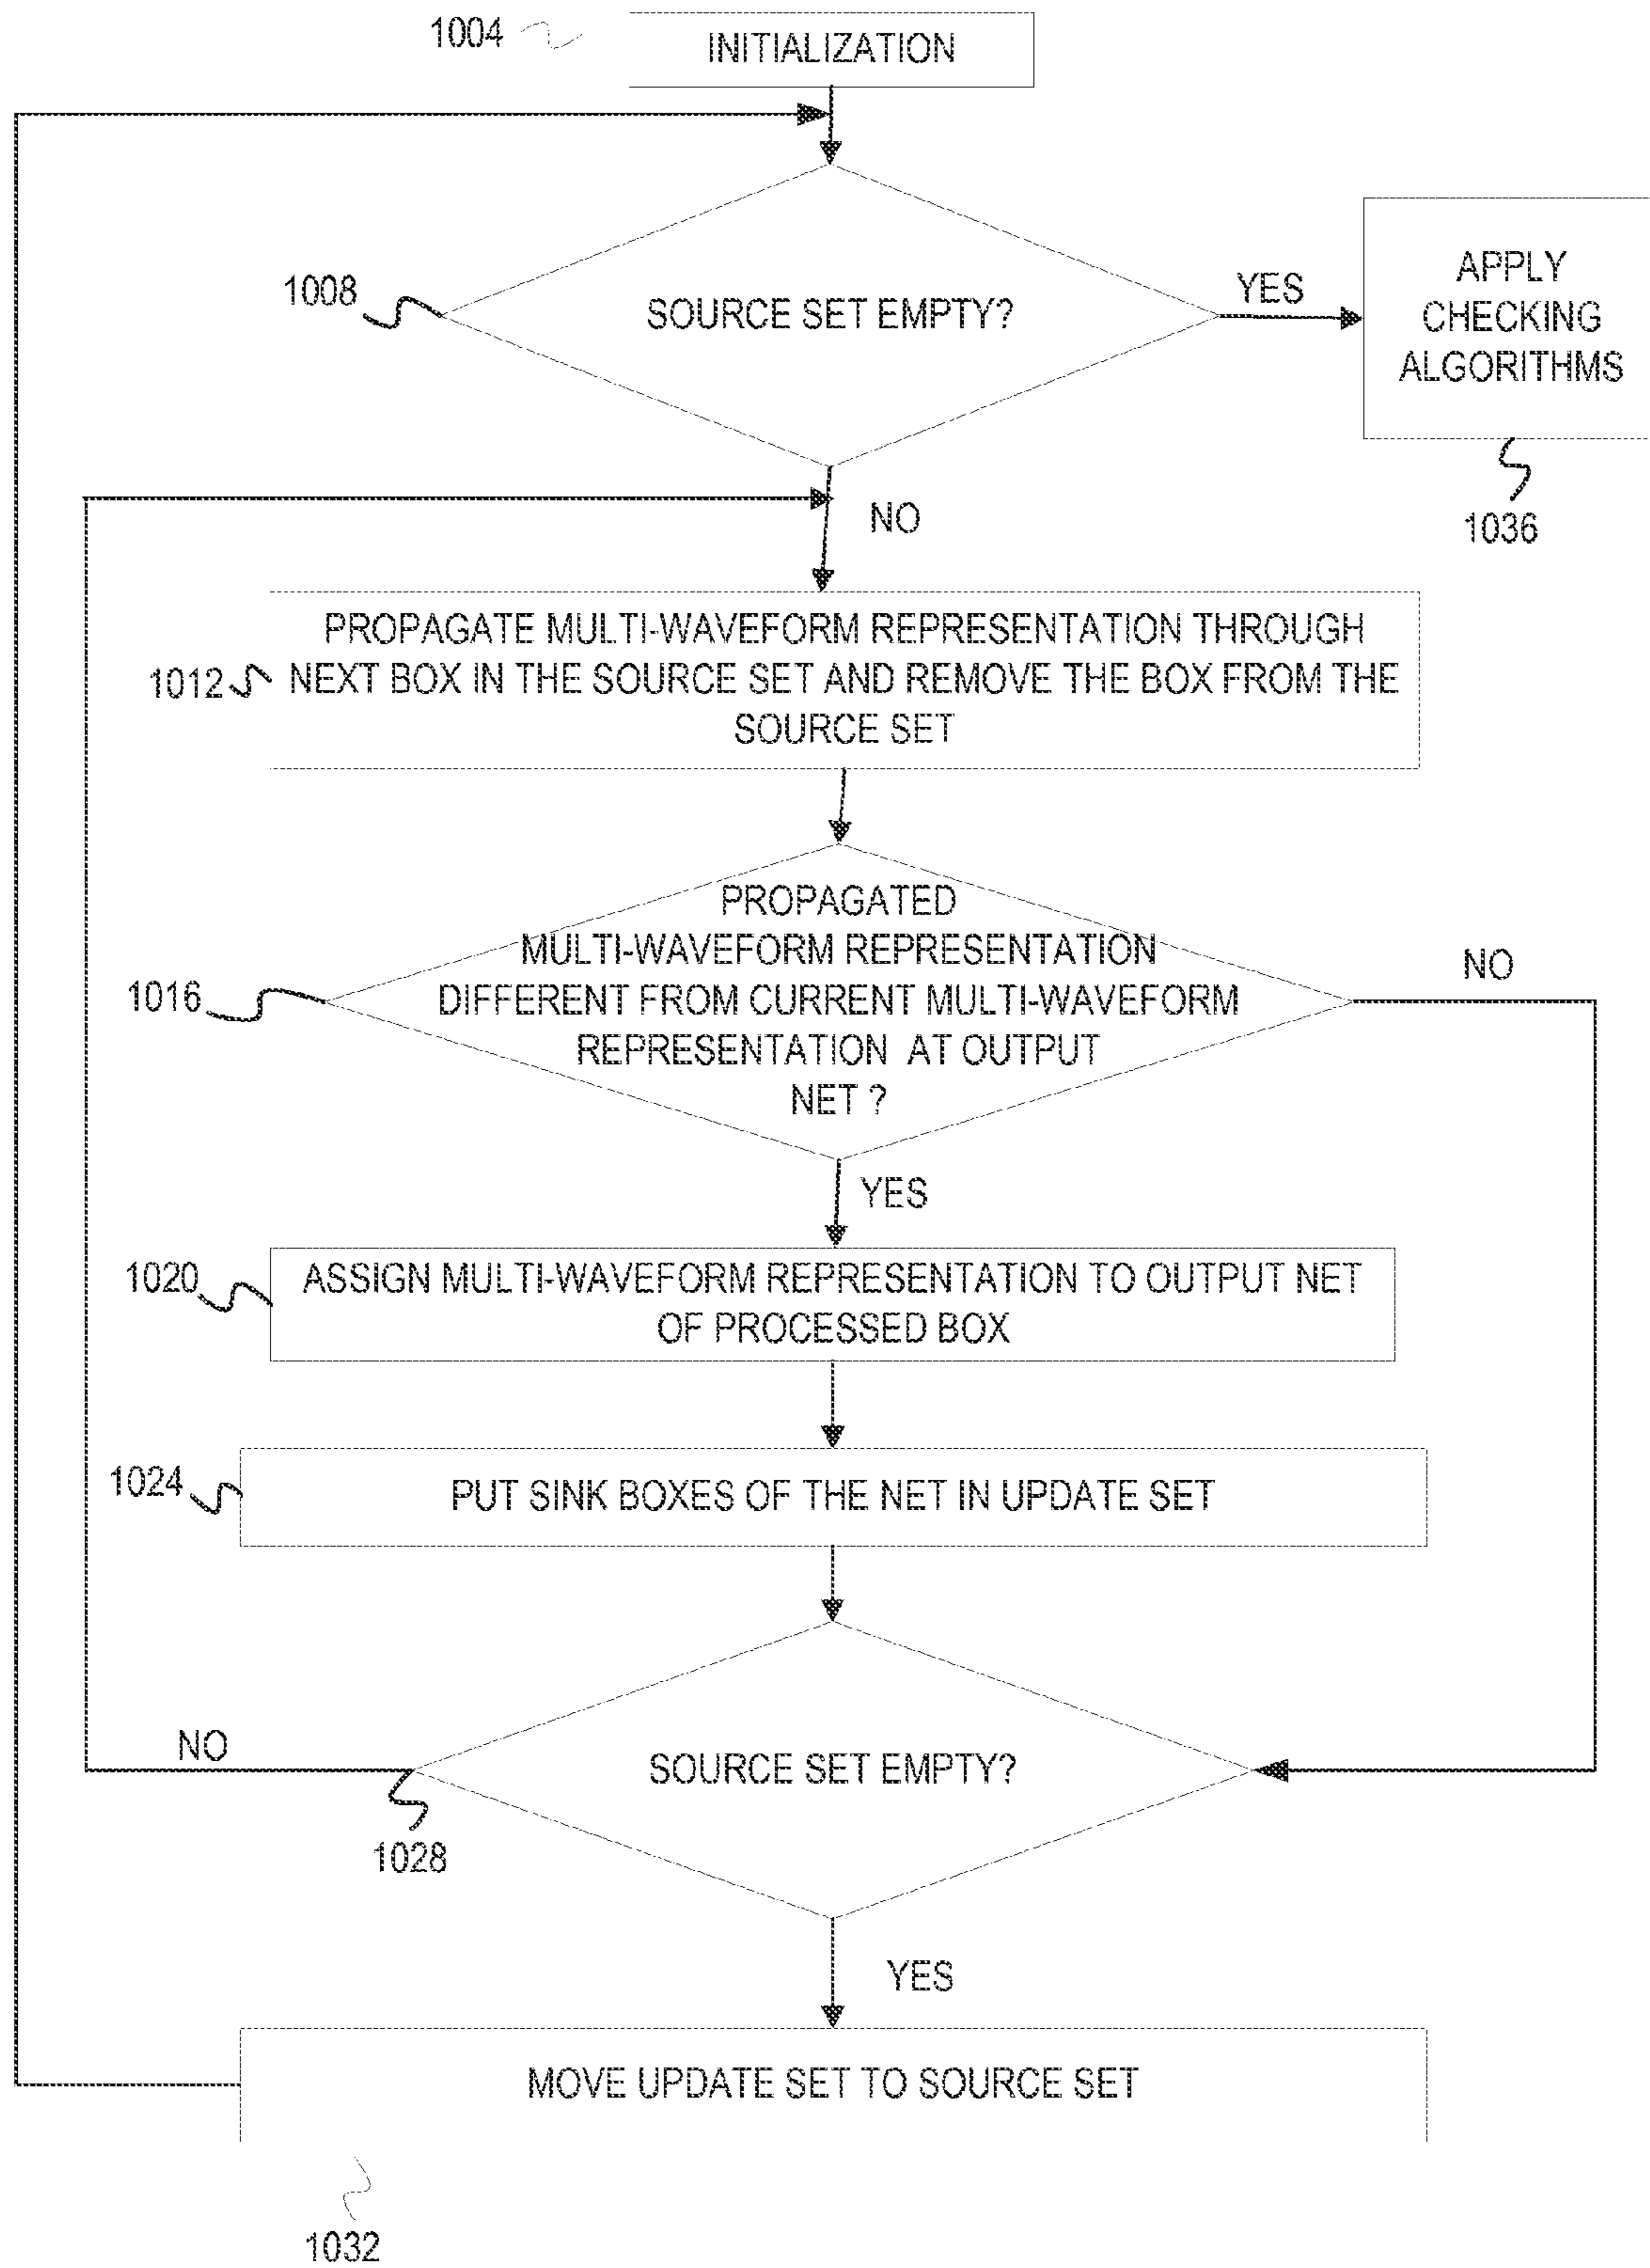 1004
INITIALIZATION
1008
SOURCE SET EMPTY?
YES
APPLY
CHECKING
ALGORITHMS
1036
NO
1012
PROPAGATE MULTI-WAVEFORM REPRESENTATION THROUGH
NEXT BOX IN THE SOURCE SET AND REMOVE THE BOX FROM THE
SOURCE SET
1016
PROPAGATED
MULTI-WAVEFORM REPRESENTATION
DIFFERENT FROM CURRENT MULTI-WAVEFORM
REPRESENTATION AT OUTPUT
NET ?
NO
YES
1020
ASSIGN MULTI-WAVEFORM REPRESENTATION TO OUTPUT NET
OF PROCESSED BOX
1024
PUT SINK BOXES OF THE NET IN UPDATE SET
NO
SOURCE SET EMPTY?
1028
YES
MOVE UPDATE SET TO SOURCE SET
1032